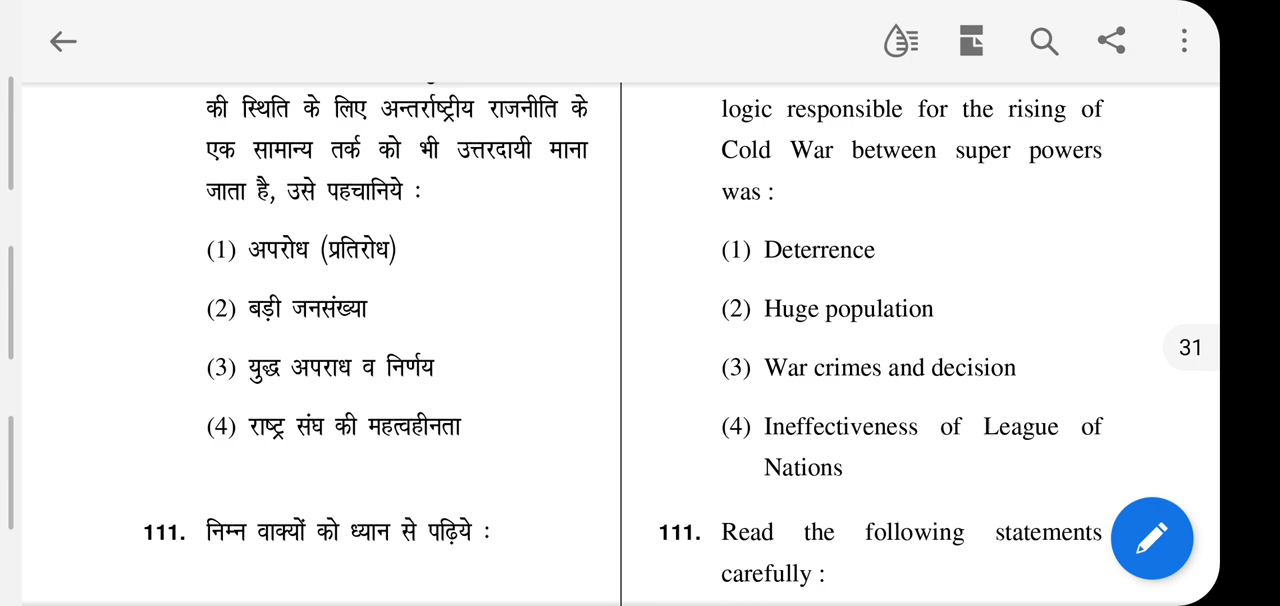 की स्थिति के लिए अन्तर्राष्ट्रीय राजनीति के
एक सामान्य तर्क को भी उत्तरदायी माना
जाता है, उसे पहचानिये :
(1) अपरोध (प्रतिरोध)
(2) बड़ी जनसंख्या
(3) युद्ध अपराध व निर्णय
(4) राष्ट्र संघ की महत्वहीनता
111. निम्न वाक्यों को ध्यान से पढ़िये :
logic responsible for the rising of
Cold War between super powers
was :
(1) Deterrence
(2) Huge population
(3) War crimes and decision
(4) Ineffectiveness of League of
Nations
111. Read the following statements
carefully :
31